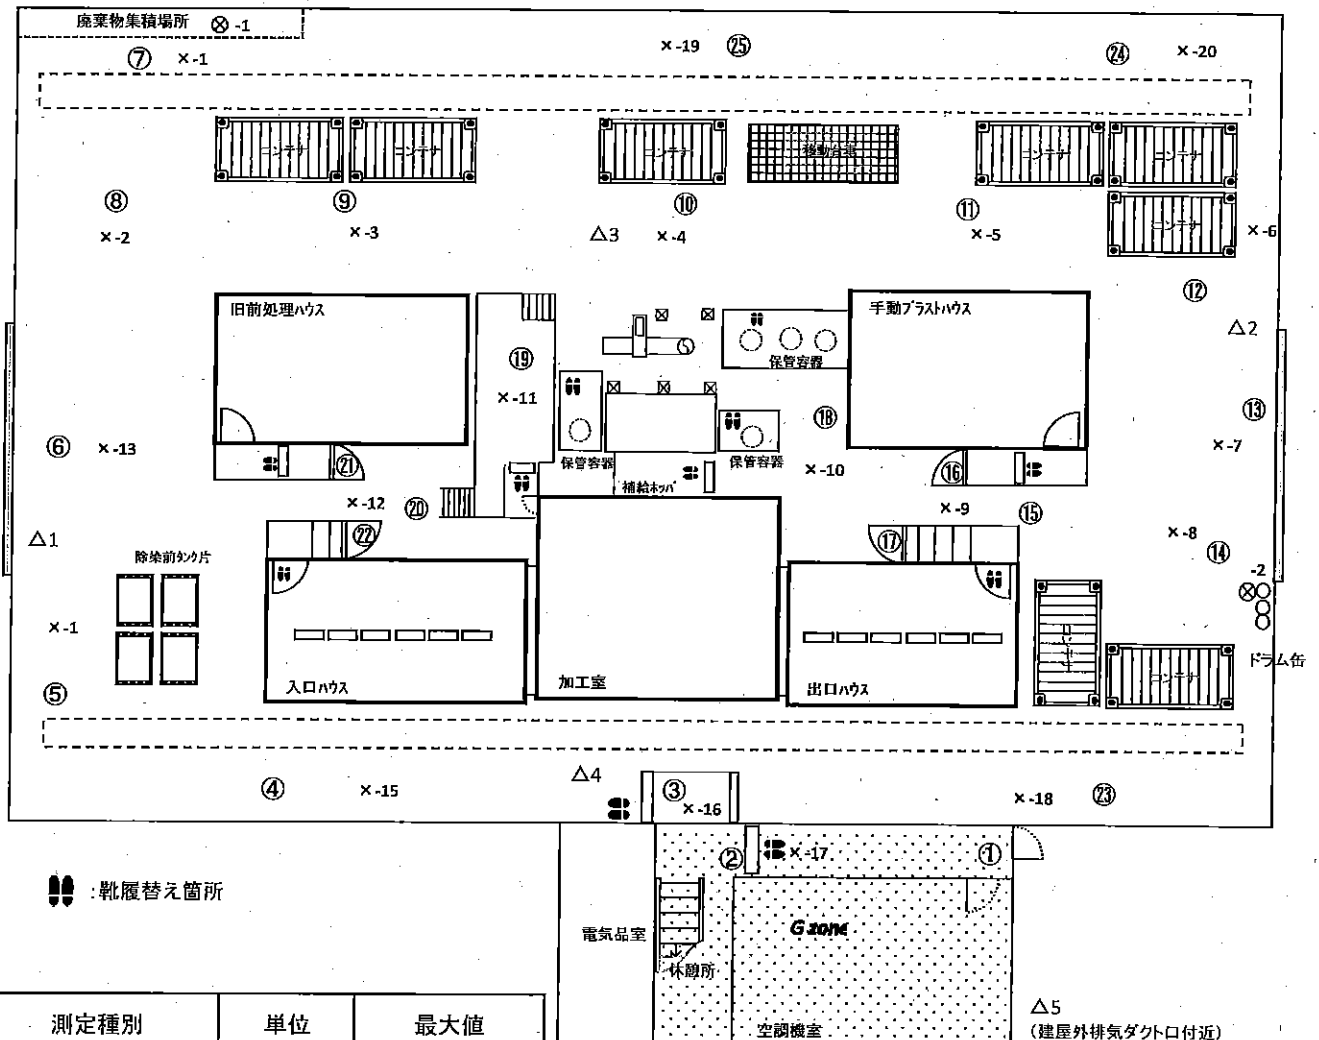 廃棄物集積場所 ⊗ -1
⑦ ×-1
×-19 ㉕
㉔ ×-20
コンテナ コンテナ コンテナ 移動台車 コンテナ コンテナ
コンテナ
⑧ ⑨ ⑩ ⑪
×-2 ×-3 △3 ×-4 ×-5 ×-6
⑫
旧前処理ハウス
手動ブラストハウス
△2
保管容器
⑲
×-11
⑱
⑬
⑥ ×-13
×-7
㉑
保管容器 保管容器
×-10
⑯
補給ホッパ
×-12 ⑳
×-9 ⑮
△1
㉒
⑰
×-8 ⑭
除染前タンク片
-2
⊗
×-1
ドラム缶
コンテナ コンテナ
⑤
入口ハウス 加工室 出口ハウス
④ ×-15
△4
③ ×-16
×-18 ㉓
② ×-17 ①
:靴履替え箇所
G zone
電気品室
休憩所
空調機室
△5
(建屋外排気ダクト口付近)
測定種別 単位 最大値